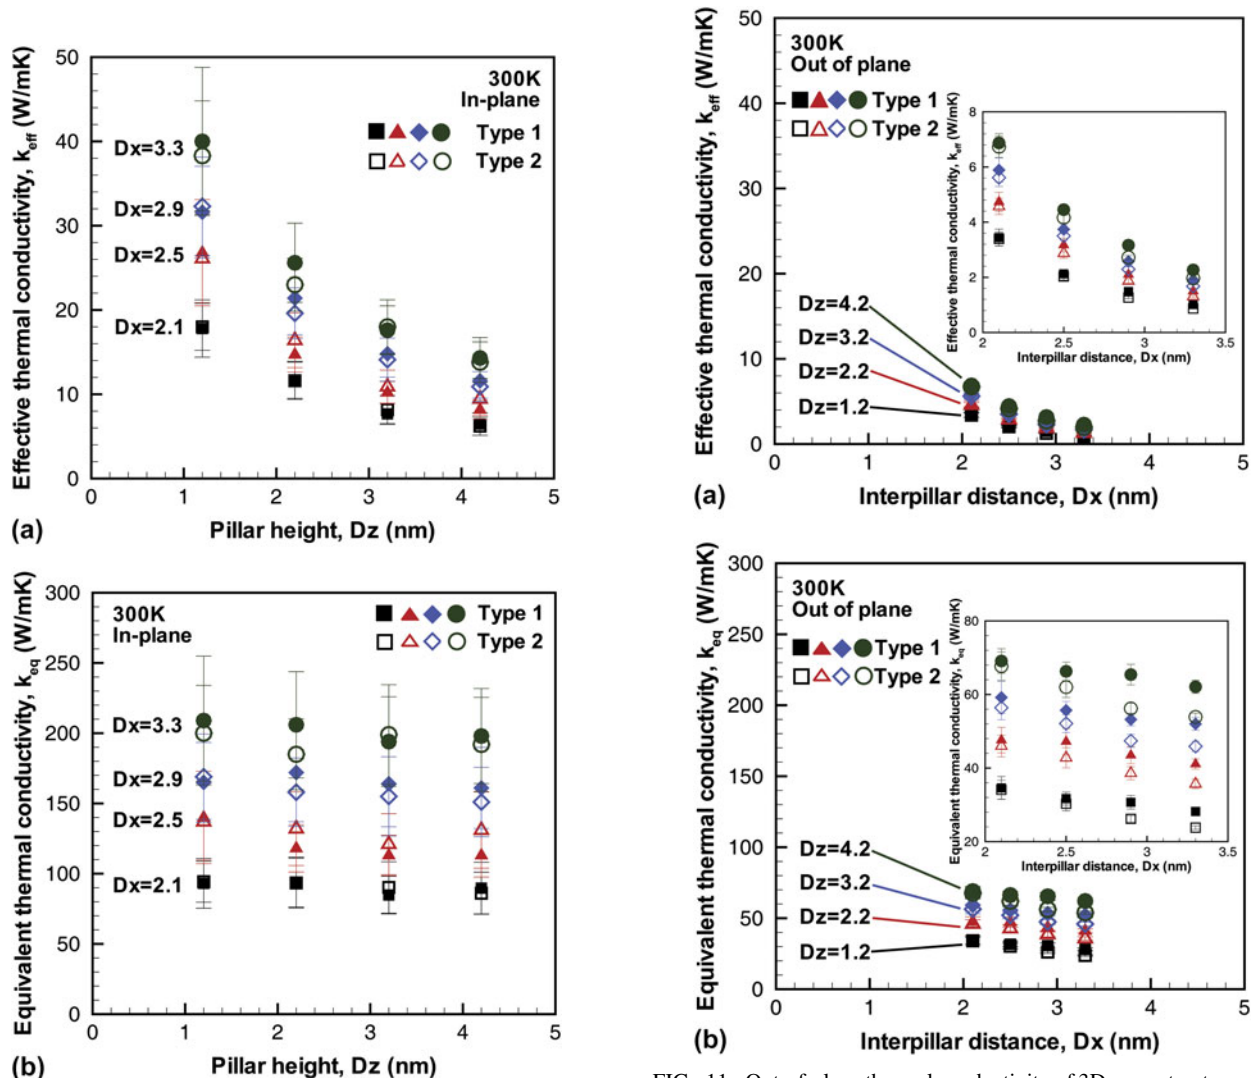 Effective thermal conductivity, k_eff (W/mK)
50
40
30
20
10
0
300K
In-plane
Type 1
Type 2
Dx=3.3
Dx=2.9
Dx=2.5
Dx=2.1
0 1 2 3 4 5
Pillar height, Dz (nm)
(a)
Equivalent thermal conductivity, k_eq (W/mK)
300
250
200
150
100
50
0
300K
In-plane
Type 1
Type 2
Dx=3.3
Dx=2.9
Dx=2.5
Dx=2.1
0 1 2 3 4 5
Pillar height, Dz (nm)
(b)
Effective thermal conductivity, k_eff (W/mK)
50
40
30
20
10
0
300K
Out of plane
Type 1
Type 2
Dz=4.2
Dz=3.2
Dz=2.2
Dz=1.2
Effective thermal conductivity, k_eff (W/mK)
8
6
4
2
0
2 2.5 3 3.5
Interpillar distance, Dx (nm)
0 1 2 3 4 5
Interpillar distance, Dx (nm)
(a)
Equivalent thermal conductivity, k_eq (W/mK)
300
250
200
150
100
50
0
300K
Out of plane
Type 1
Type 2
Dz=4.2
Dz=3.2
Dz=2.2
Dz=1.2
Equivalent thermal conductivity, k_eq (W/mK)
80
60
40
20
2 2.5 3 3.5
Interpillar distance, Dx (nm)
0 1 2 3 4 5
Interpillar distance, Dx (nm)
(b)